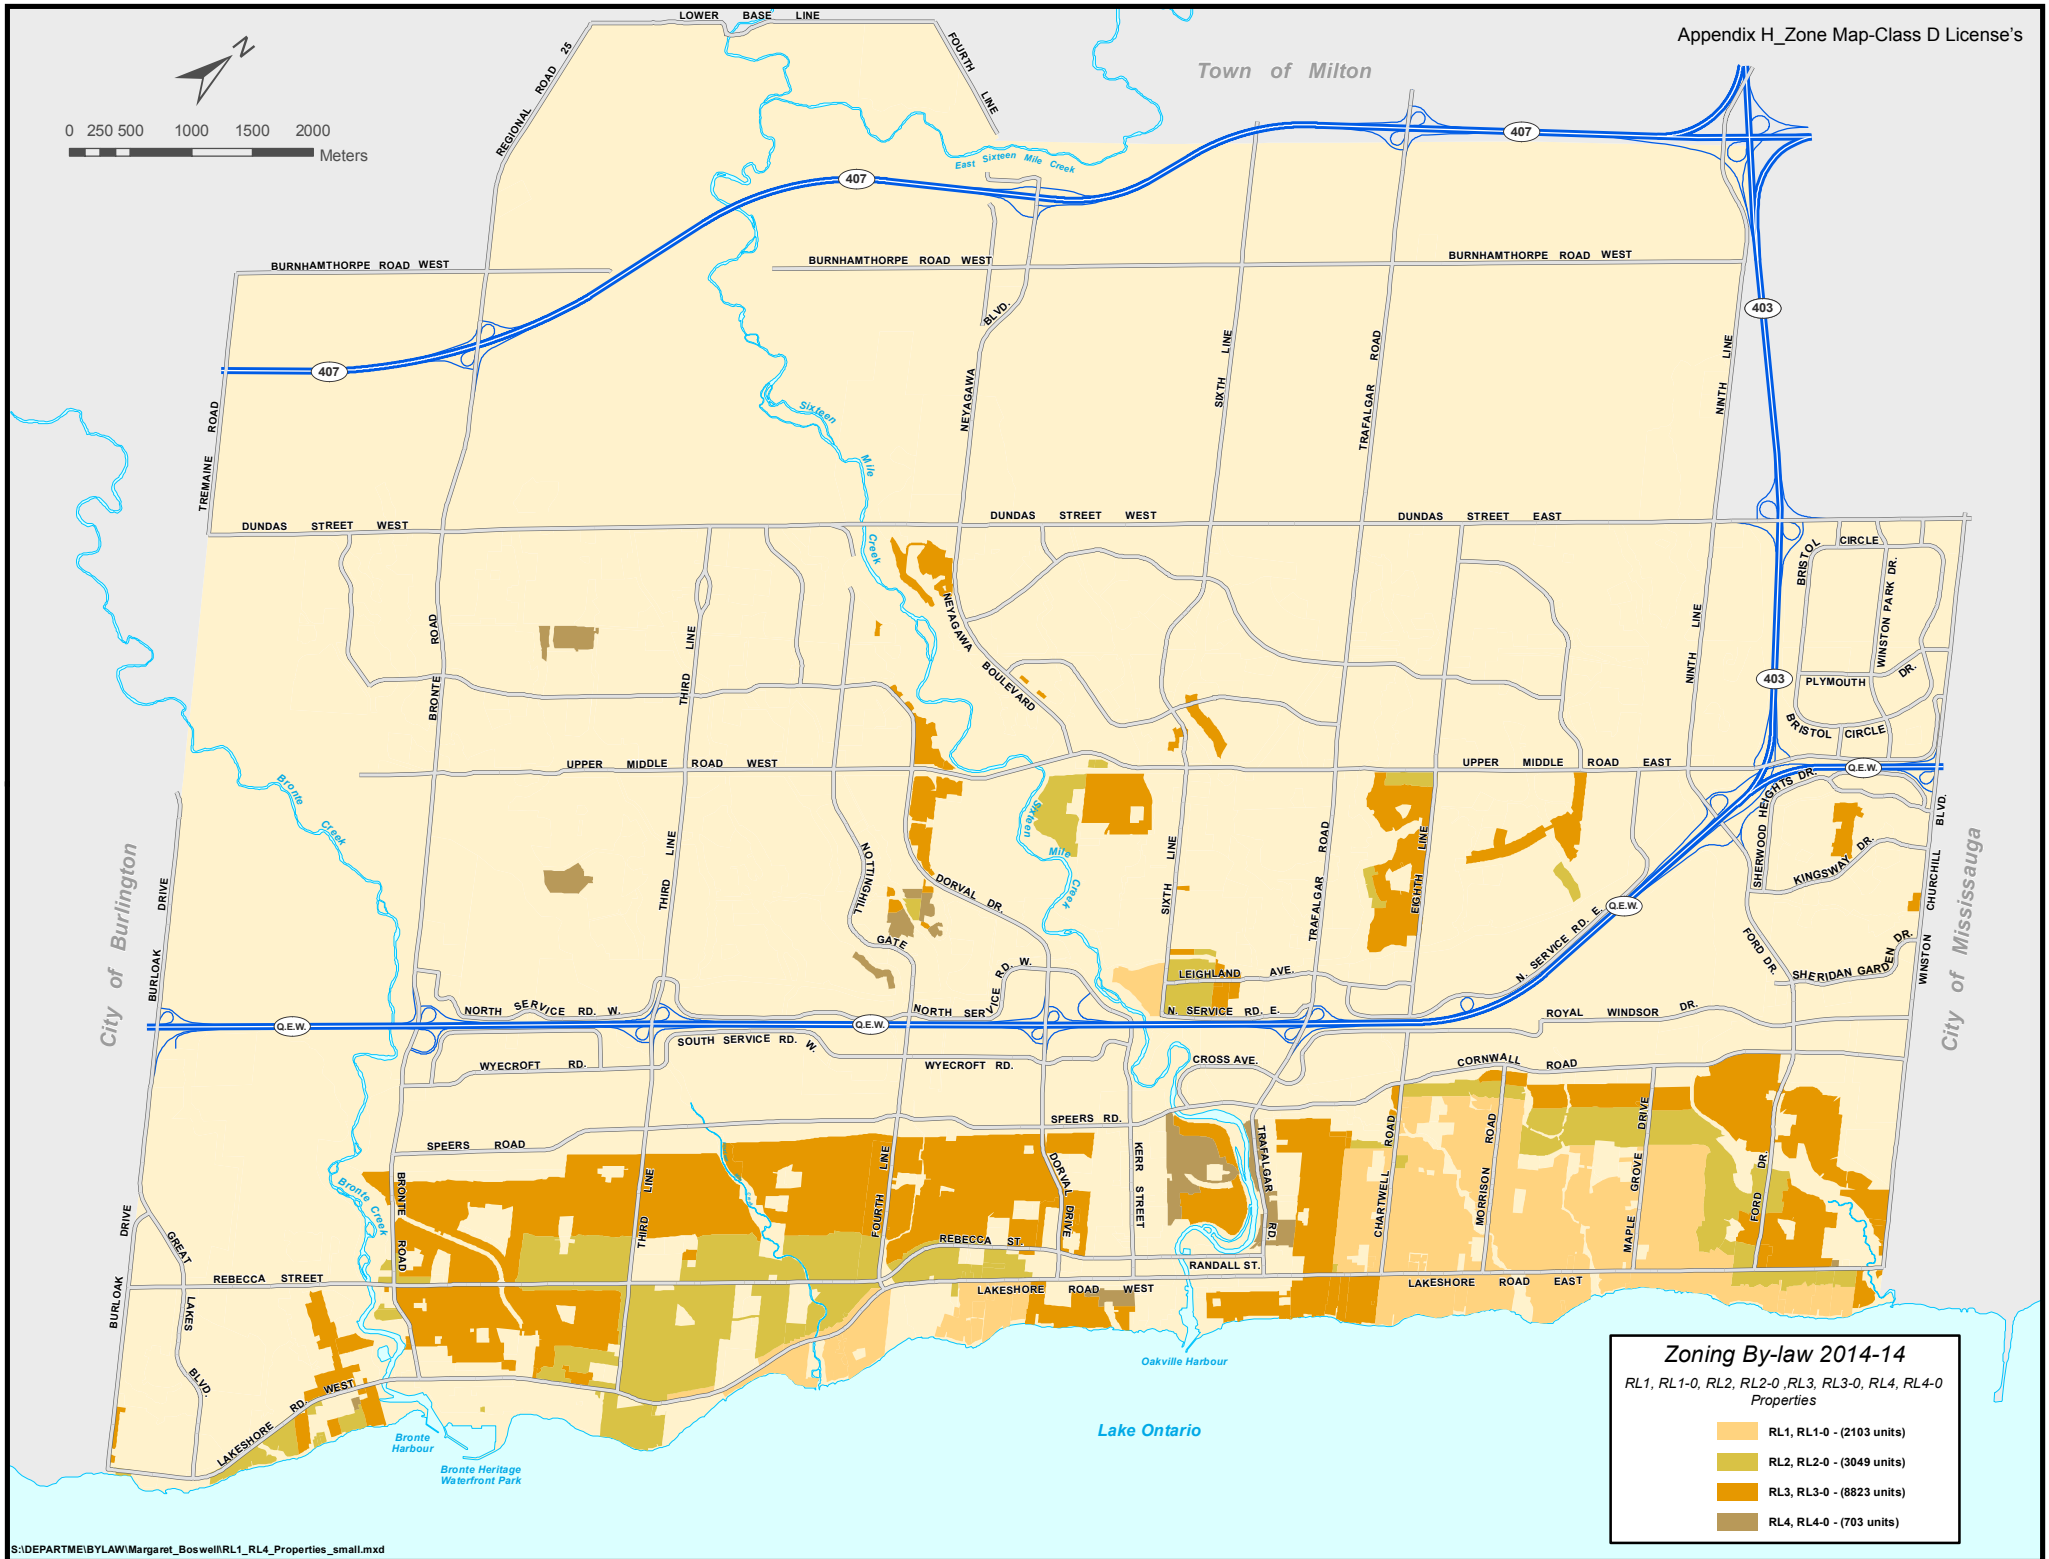 LOWER BASE LINE
Appendix H_Zone Map-Class D License's
N
REGIONAL ROAD 25
FOURTH LINE
Town of Milton
0 250 500 1000 1500 2000
Meters
407
407
407
East Sixteen Mile Creek
BURNHAMTHORPE ROAD WEST
BURNHAMTHORPE ROAD WEST
BURNHAMTHORPE ROAD WEST
403
TREMAINE ROAD
NEYAGAWA BLVD.
SIXTH LINE
TRAFALGAR ROAD
NINTH LINE
Sixteen Mile Creek
DUNDAS STREET WEST
DUNDAS STREET WEST
DUNDAS STREET EAST
BRISTOL CIRCLE
WINSTON PARK DR.
BRONTE ROAD
BRONTE
THIRD LINE
NEYAGAWA BOULEVARD
NINTH LINE
403
PLYMOUTH DR.
BRISTOL CIRCLE
UPPER MIDDLE ROAD WEST
UPPER MIDDLE ROAD EAST
Q.E.W.
Bronte Creek
SHERWOOD HEIGHTS DR.
KINGSWAY DR.
WINSTON CHURCHILL BLVD.
City of Burlington
City of Mississauga
BURLOAK DRIVE
THIRD LINE
NOTTINGHILL GATE
DORVAL DR.
Sixteen Mile Creek
SIXTH LINE
TRAFALGAR ROAD
EIGHTH LINE
Q.E.W.
N. SERVICE RD. E.
FORD DR.
SHERIDAN GARDEN DR.
LEIGHLAND AVE.
NORTH SERVICE RD. W.
NORTH SERVICE RD. W.
N. SERVICE RD. E.
ROYAL WINDSOR DR.
Q.E.W.
Q.E.W.
SOUTH SERVICE RD. W.
WYECROFT RD.
WYECROFT RD.
CROSS AVE.
CORNWALL ROAD
SPEERS ROAD
SPEERS RD.
BRONTE ROAD
Bronte Creek
THIRD LINE
FOURTH LINE
DORVAL DRIVE
KERR STREET
TRAFALGAR RD.
CHARTWELL ROAD
MORRISON ROAD
MAPLE GROVE DRIVE
FORD DR.
BURLOAK DRIVE
GREAT LAKES BLVD.
REBECCA STREET
REBECCA ST.
RANDALL ST.
LAKESHORE ROAD WEST
LAKESHORE ROAD EAST
LAKESHORE RD. WEST
Bronte
Harbour
Bronte Heritage
Waterfront Park
Oakville Harbour
Lake Ontario
Zoning By-law 2014-14
RL1, RL1-0, RL2, RL2-0 ,RL3, RL3-0, RL4, RL4-0
Properties
RL1, RL1-0 - (2103 units)
RL2, RL2-0 - (3049 units)
RL3, RL3-0 - (8823 units)
RL4, RL4-0 - (703 units)
S:\DEPARTME\BYLAW\Margaret_Boswell\RL1_RL4_Properties_small.mxd